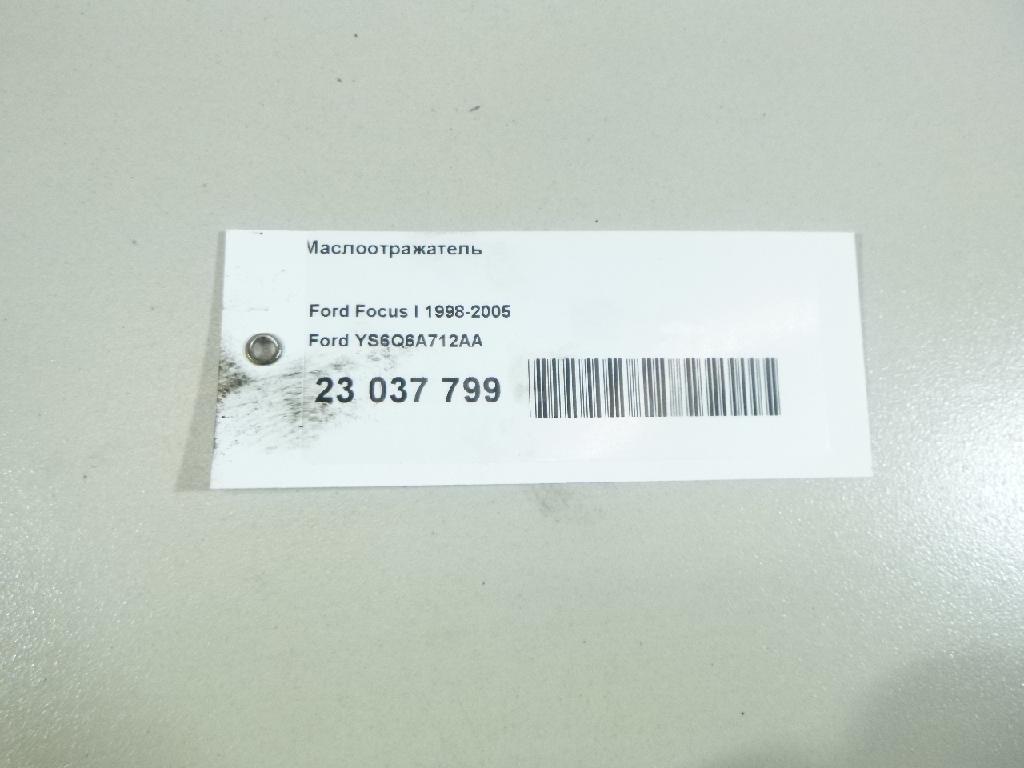 Маслоотражатель
Ford Focus I 1998-2005
Ford YS6Q6A712AA
23 037 799